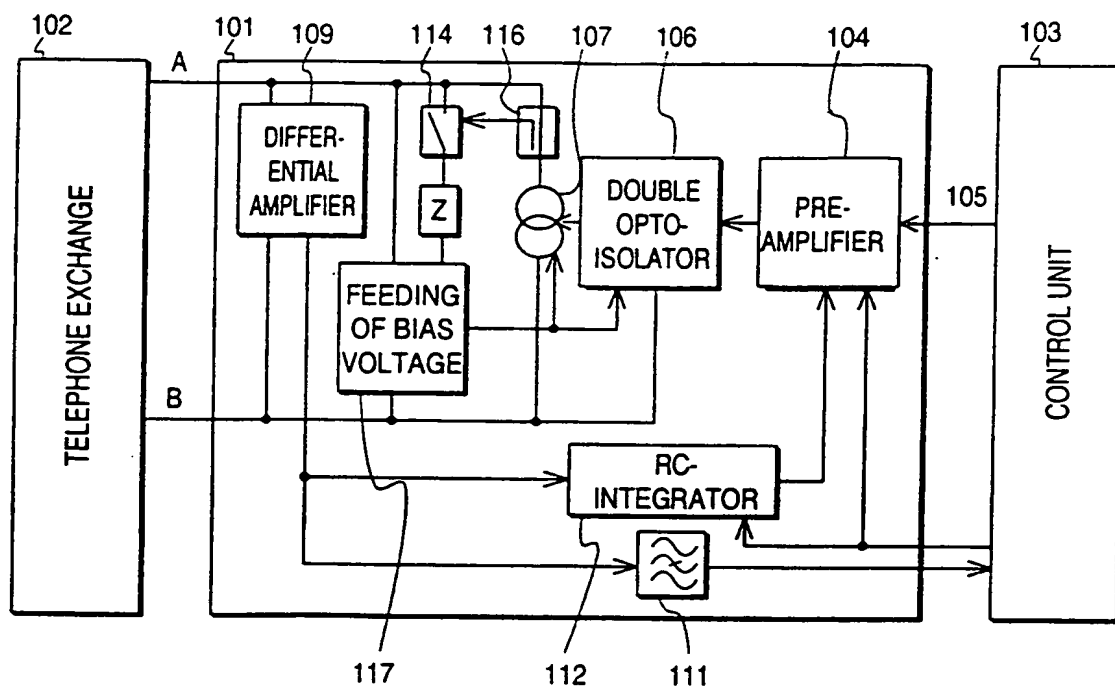 102
101
109
114
116
107
106
104
103
A
DIFFER-
ENTIAL
AMPLIFIER
Z
DOUBLE
OPTO-
ISOLATOR
PRE-
AMPLIFIER
105
TELEPHONE EXCHANGE
FEEDING
OF BIAS
VOLTAGE
CONTROL UNIT
B
RC-
INTEGRATOR
117
112
111